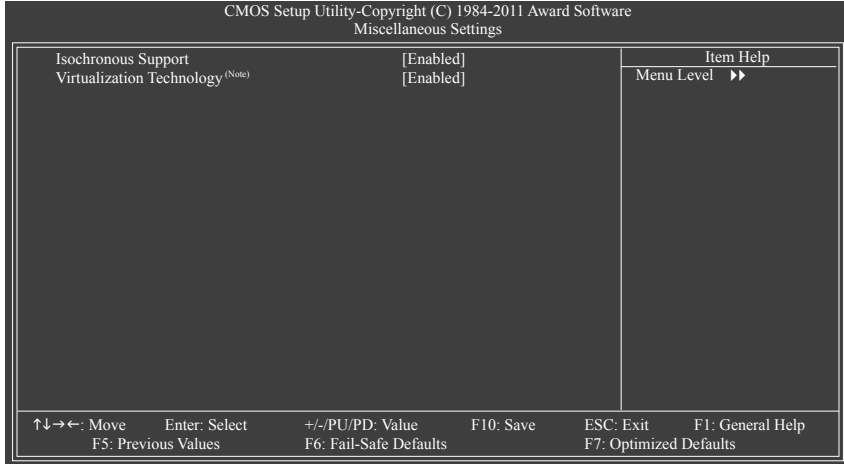 CMOS Setup Utility-Copyright (C) 1984-2011 Award Software
Miscellaneous Settings
Isochronous Support [Enabled]
Virtualization Technology (Note) [Enabled]
Item Help
Menu Level ▶▶
↑↓→←: Move Enter: Select +/-/PU/PD: Value F10: Save ESC: Exit F1: General Help
F5: Previous Values F6: Fail-Safe Defaults F7: Optimized Defaults